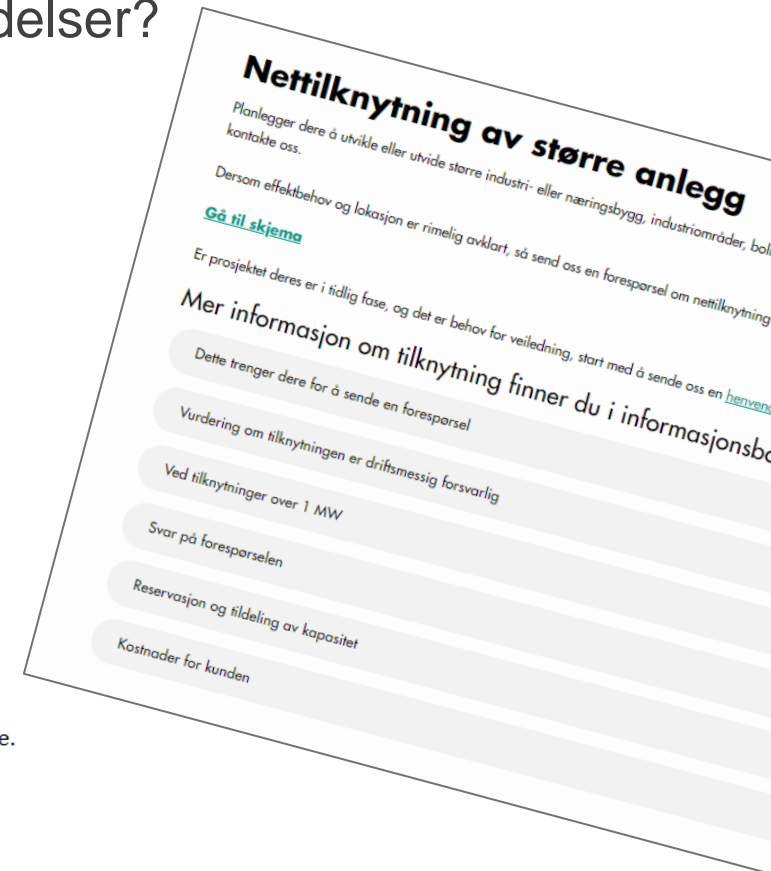 delser?
Nettilknytning av større anlegg
Planlegger dere å utvikle eller utvide større industri- eller næringsbygg, industriområder, boli
kontakte oss.
Dersom effektbehov og lokasjon er rimelig avklart, så send oss en forespørsel om nettilknytning
Gå til skjema
Er prosjektet deres er i tidlig fase, og det er behov for veiledning, start med å sende oss en henvend
Mer informasjon om tilknytning finner du i informasjonsbo
Dette trenger dere for å sende en forespørsel
Vurdering om tilknytningen er driftsmessig forsvarlig
Ved tilknytninger over 1 MW
Svar på forespørselen
Reservasjon og tildeling av kapasitet
Kostnader for kunden
e.